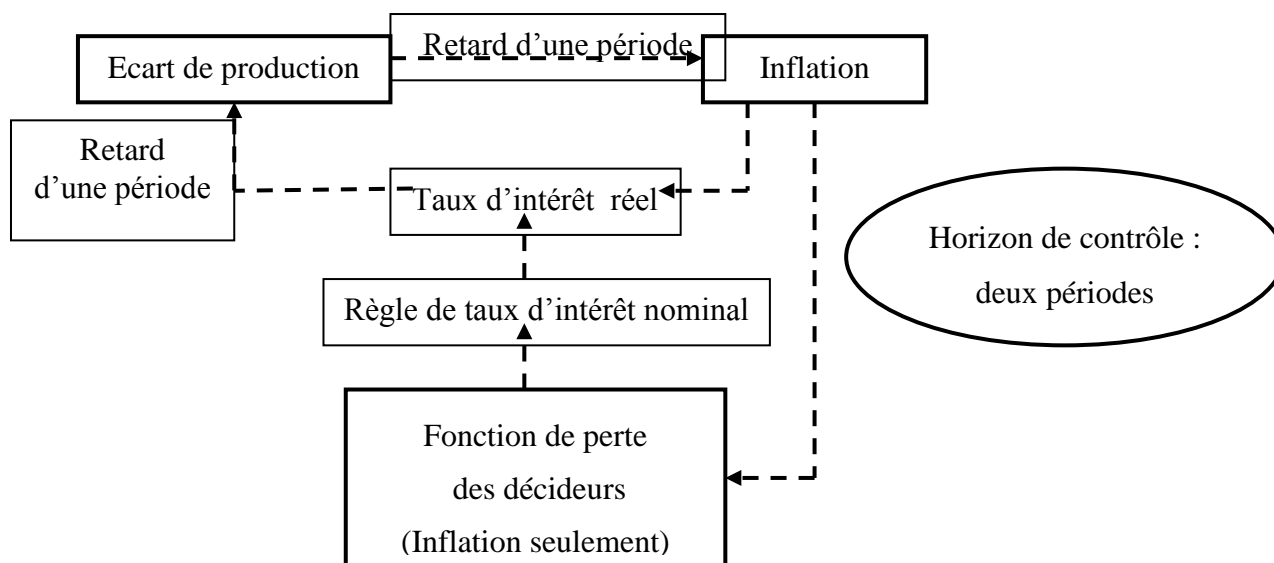 Retard d’une période
Ecart de production
Inflation
Retard
d’une période
Taux d’intérêt réel
Horizon de contrôle :
deux périodes
Règle de taux d’intérêt nominal
Fonction de perte
des décideurs
(Inflation seulement)